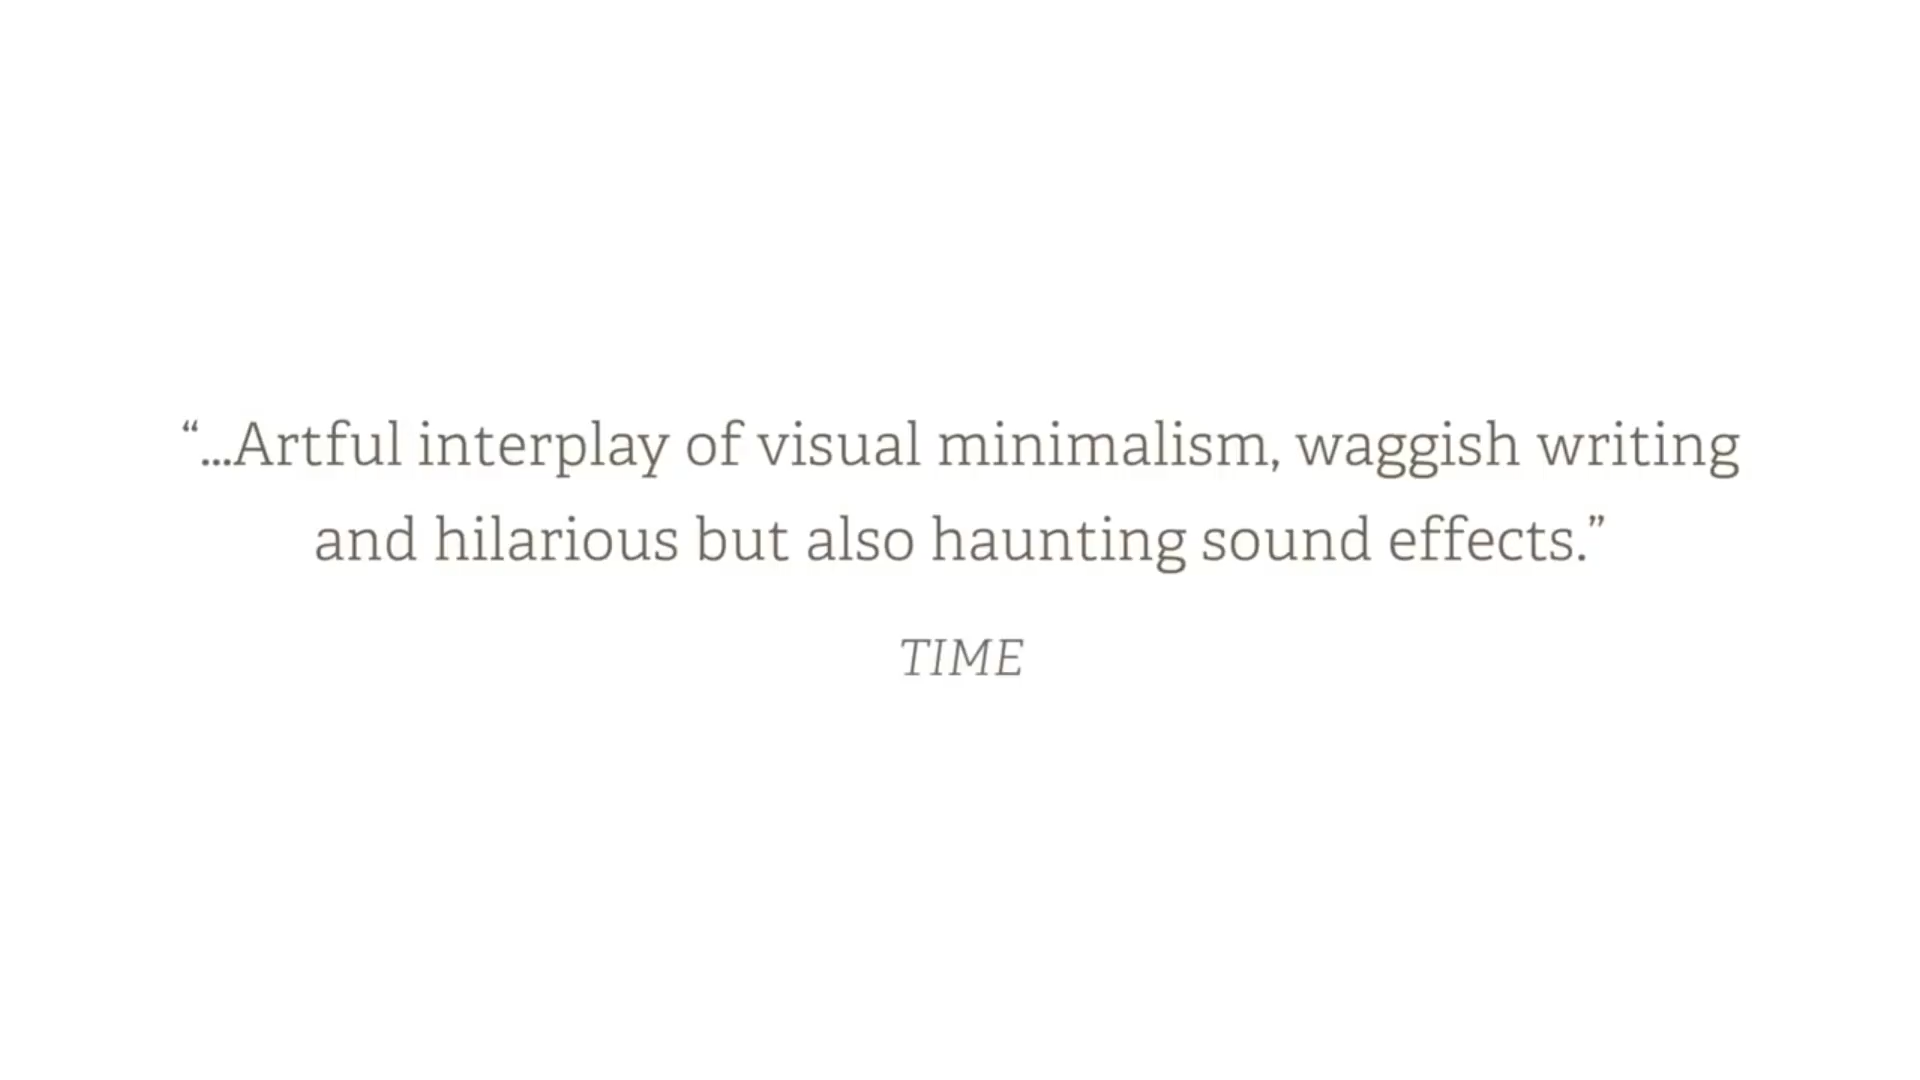 “…Artful interplay of visual minimalism, waggish writing
and hilarious but also haunting sound effects.”
TIME